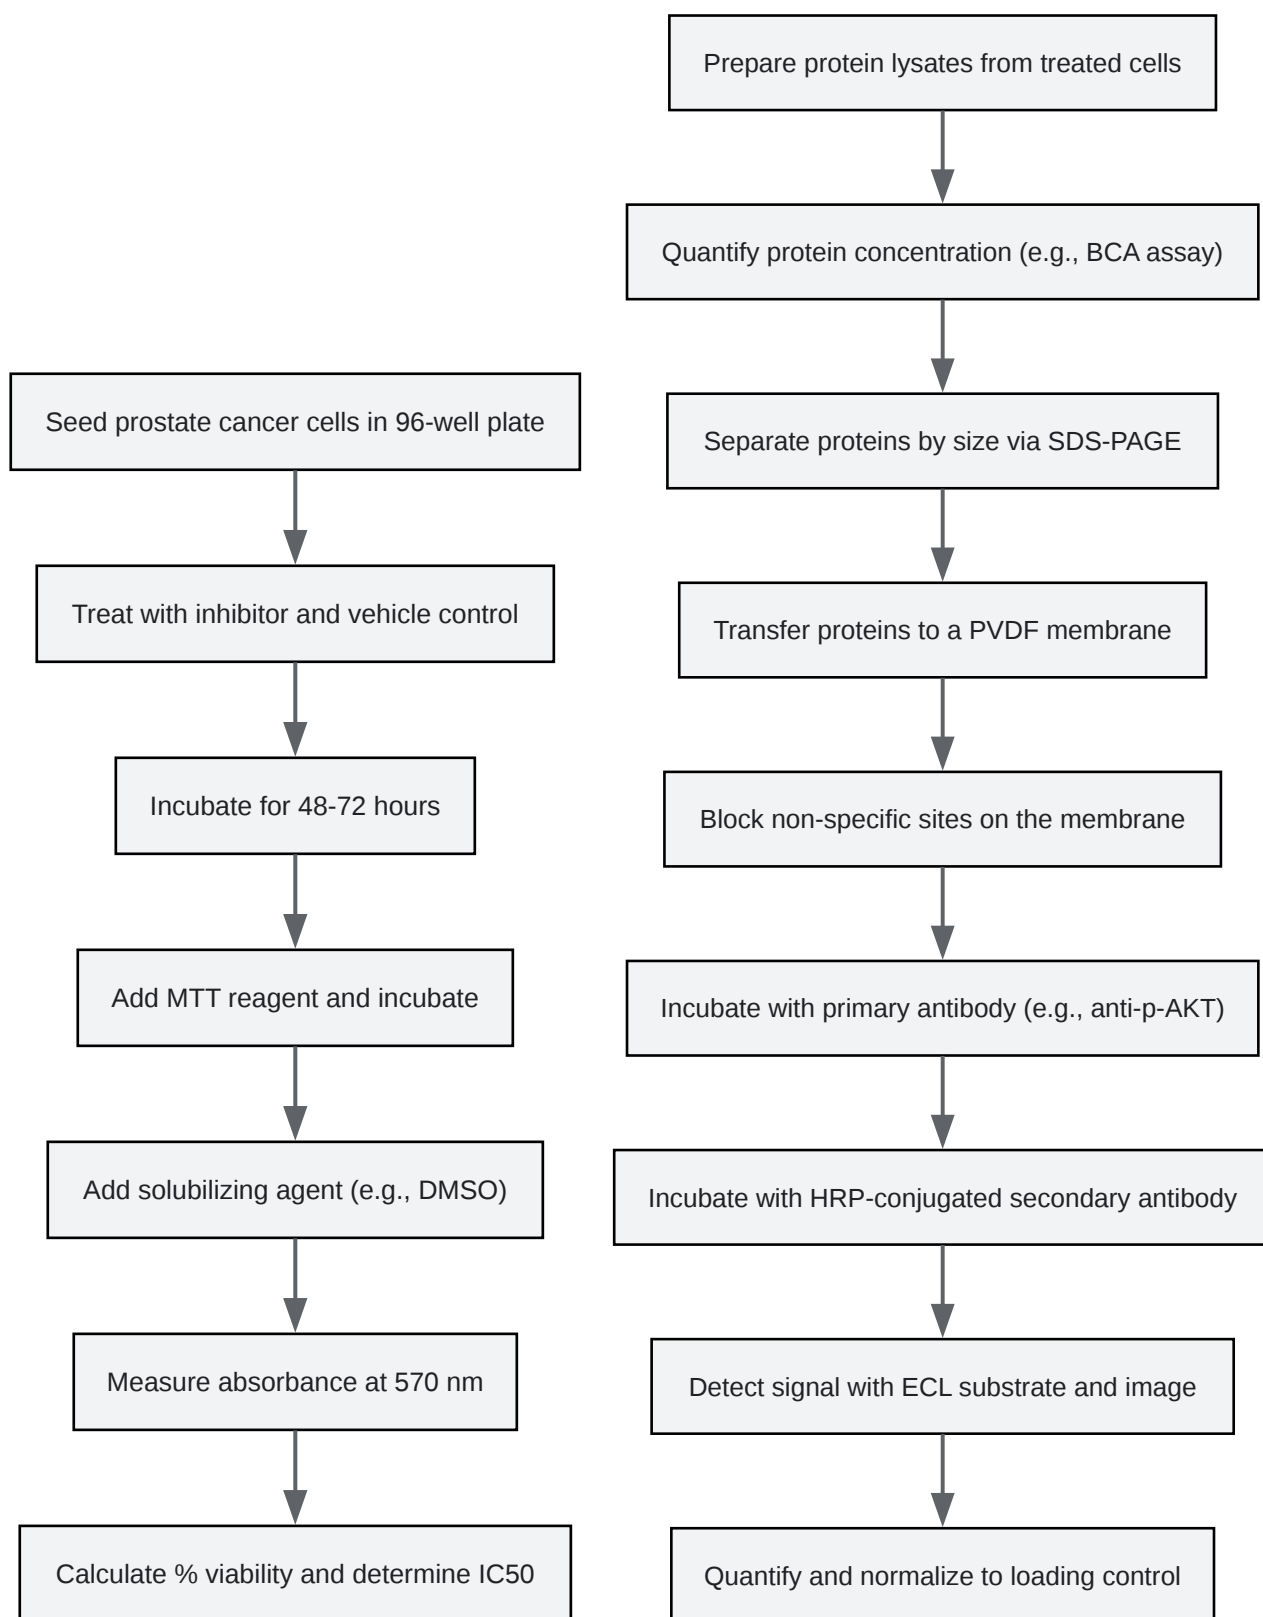 Seed prostate cancer cells in 96-well plate
Treat with inhibitor and vehicle control
Incubate for 48-72 hours
Add MTT reagent and incubate
Add solubilizing agent (e.g., DMSO)
Measure absorbance at 570 nm
Calculate % viability and determine IC50
Prepare protein lysates from treated cells
Quantify protein concentration (e.g., BCA assay)
Separate proteins by size via SDS-PAGE
Transfer proteins to a PVDF membrane
Block non-specific sites on the membrane
Incubate with primary antibody (e.g., anti-p-AKT)
Incubate with HRP-conjugated secondary antibody
Detect signal with ECL substrate and image
Quantify and normalize to loading control